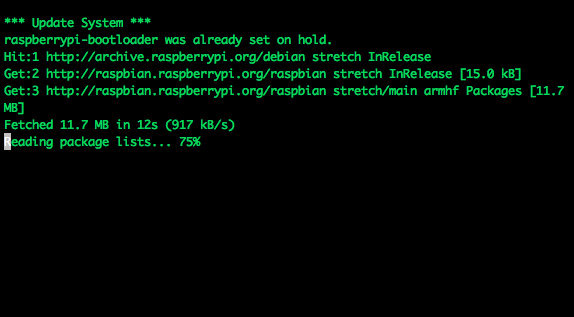 *** Update System ***
raspberrypi-bootloader was already set on hold.
Hit:1 http://archive.raspberrypi.org/debian stretch InRelease
Get:2 http://raspbian.raspberrypi.org/raspbian stretch InRelease [15.0 kB]
Get:3 http://raspbian.raspberrypi.org/raspbian stretch/main armhf Packages [11.7
MB]
Fetched 11.7 MB in 12s (917 kB/s)
Reading package lists... 75%